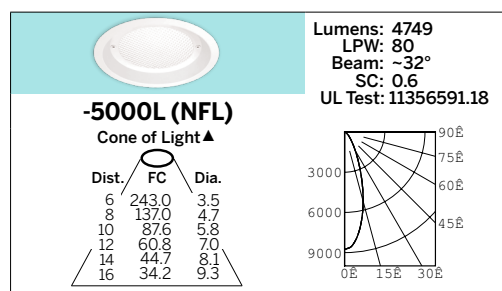 -5000L (NFL)
Cone of Light▲
Dist. FC Dia.
6 243.0 3.5
8 137.0 4.7
10 87.6 5.8
12 60.8 7.0
14 44.7 8.1
16 34.2 9.3
Lumens: 4749
LPW: 80
Beam: ~32°
SC: 0.6
UL Test: 11356591.18
90Ê
75Ê
3000
60Ê
6000
45Ê
9000
0Ê 15Ê 30Ê